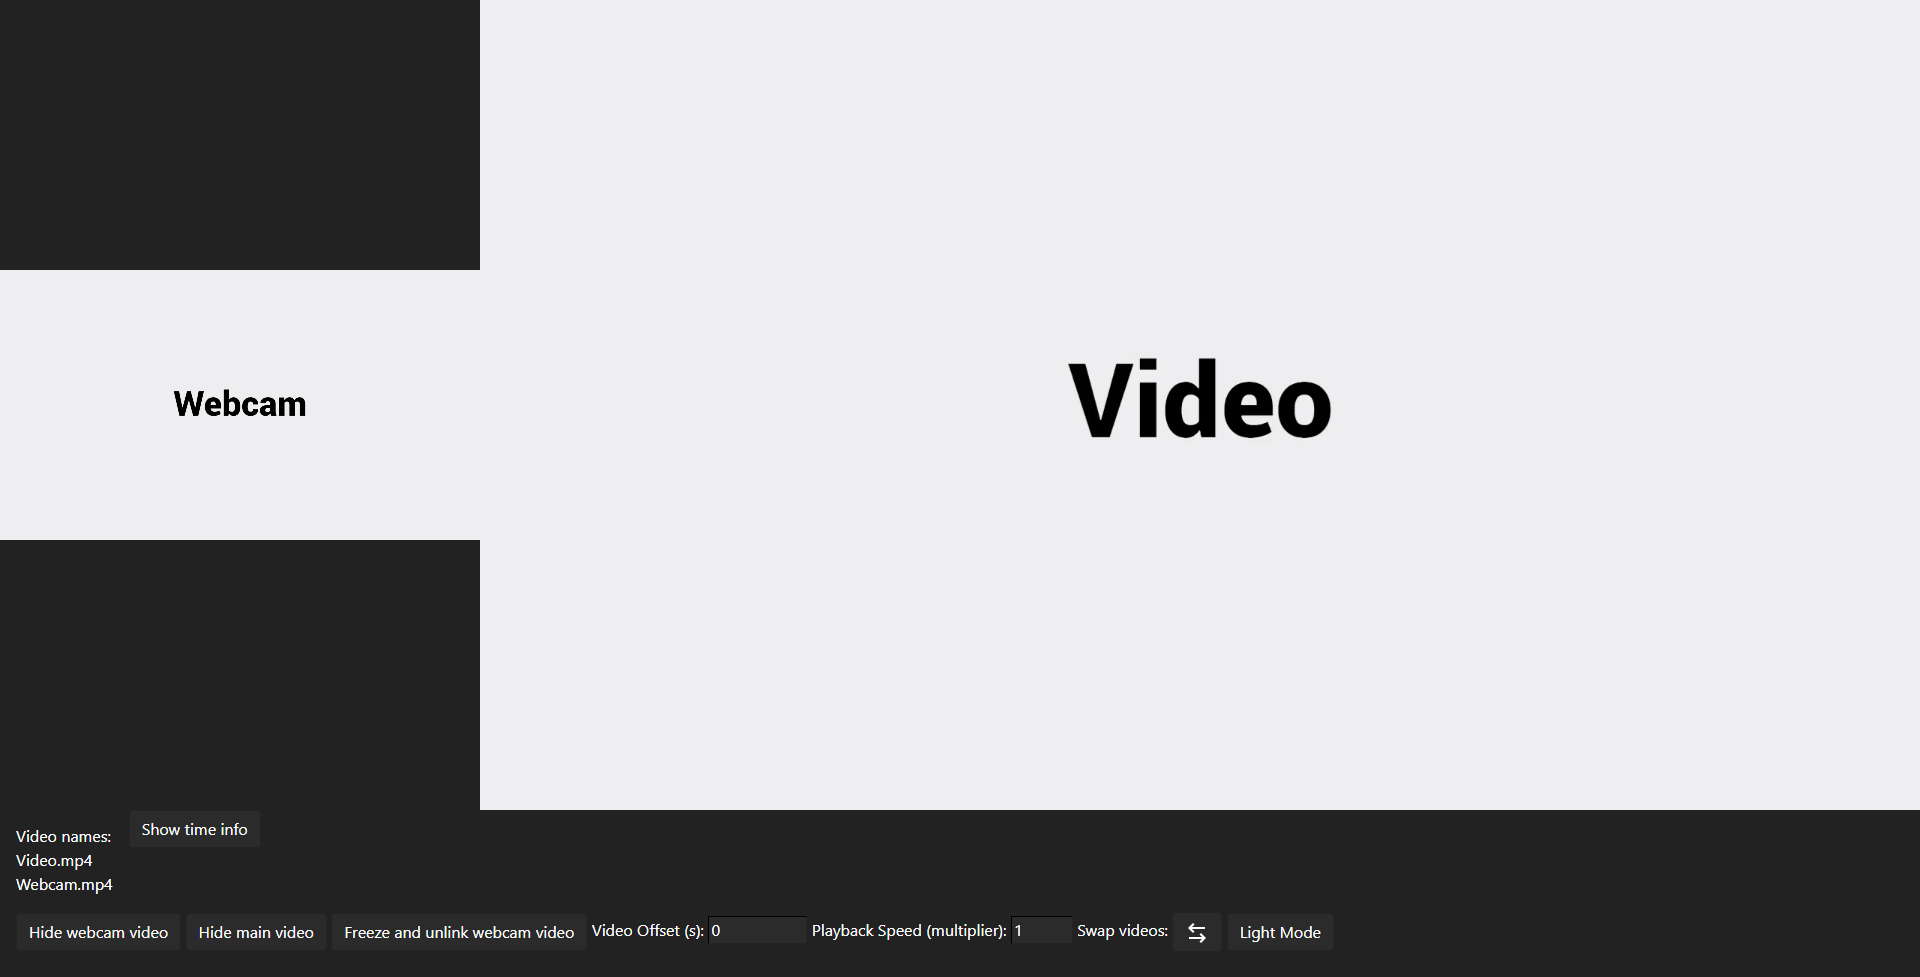 Webcam
Video
Video names:
Show time info
Video.mp4
Webcam.mp4
Hide webcam video Hide main video Freeze and unlink webcam video Video Offset (s): 0 Playback Speed (multiplier): 1 Swap videos: Light Mode